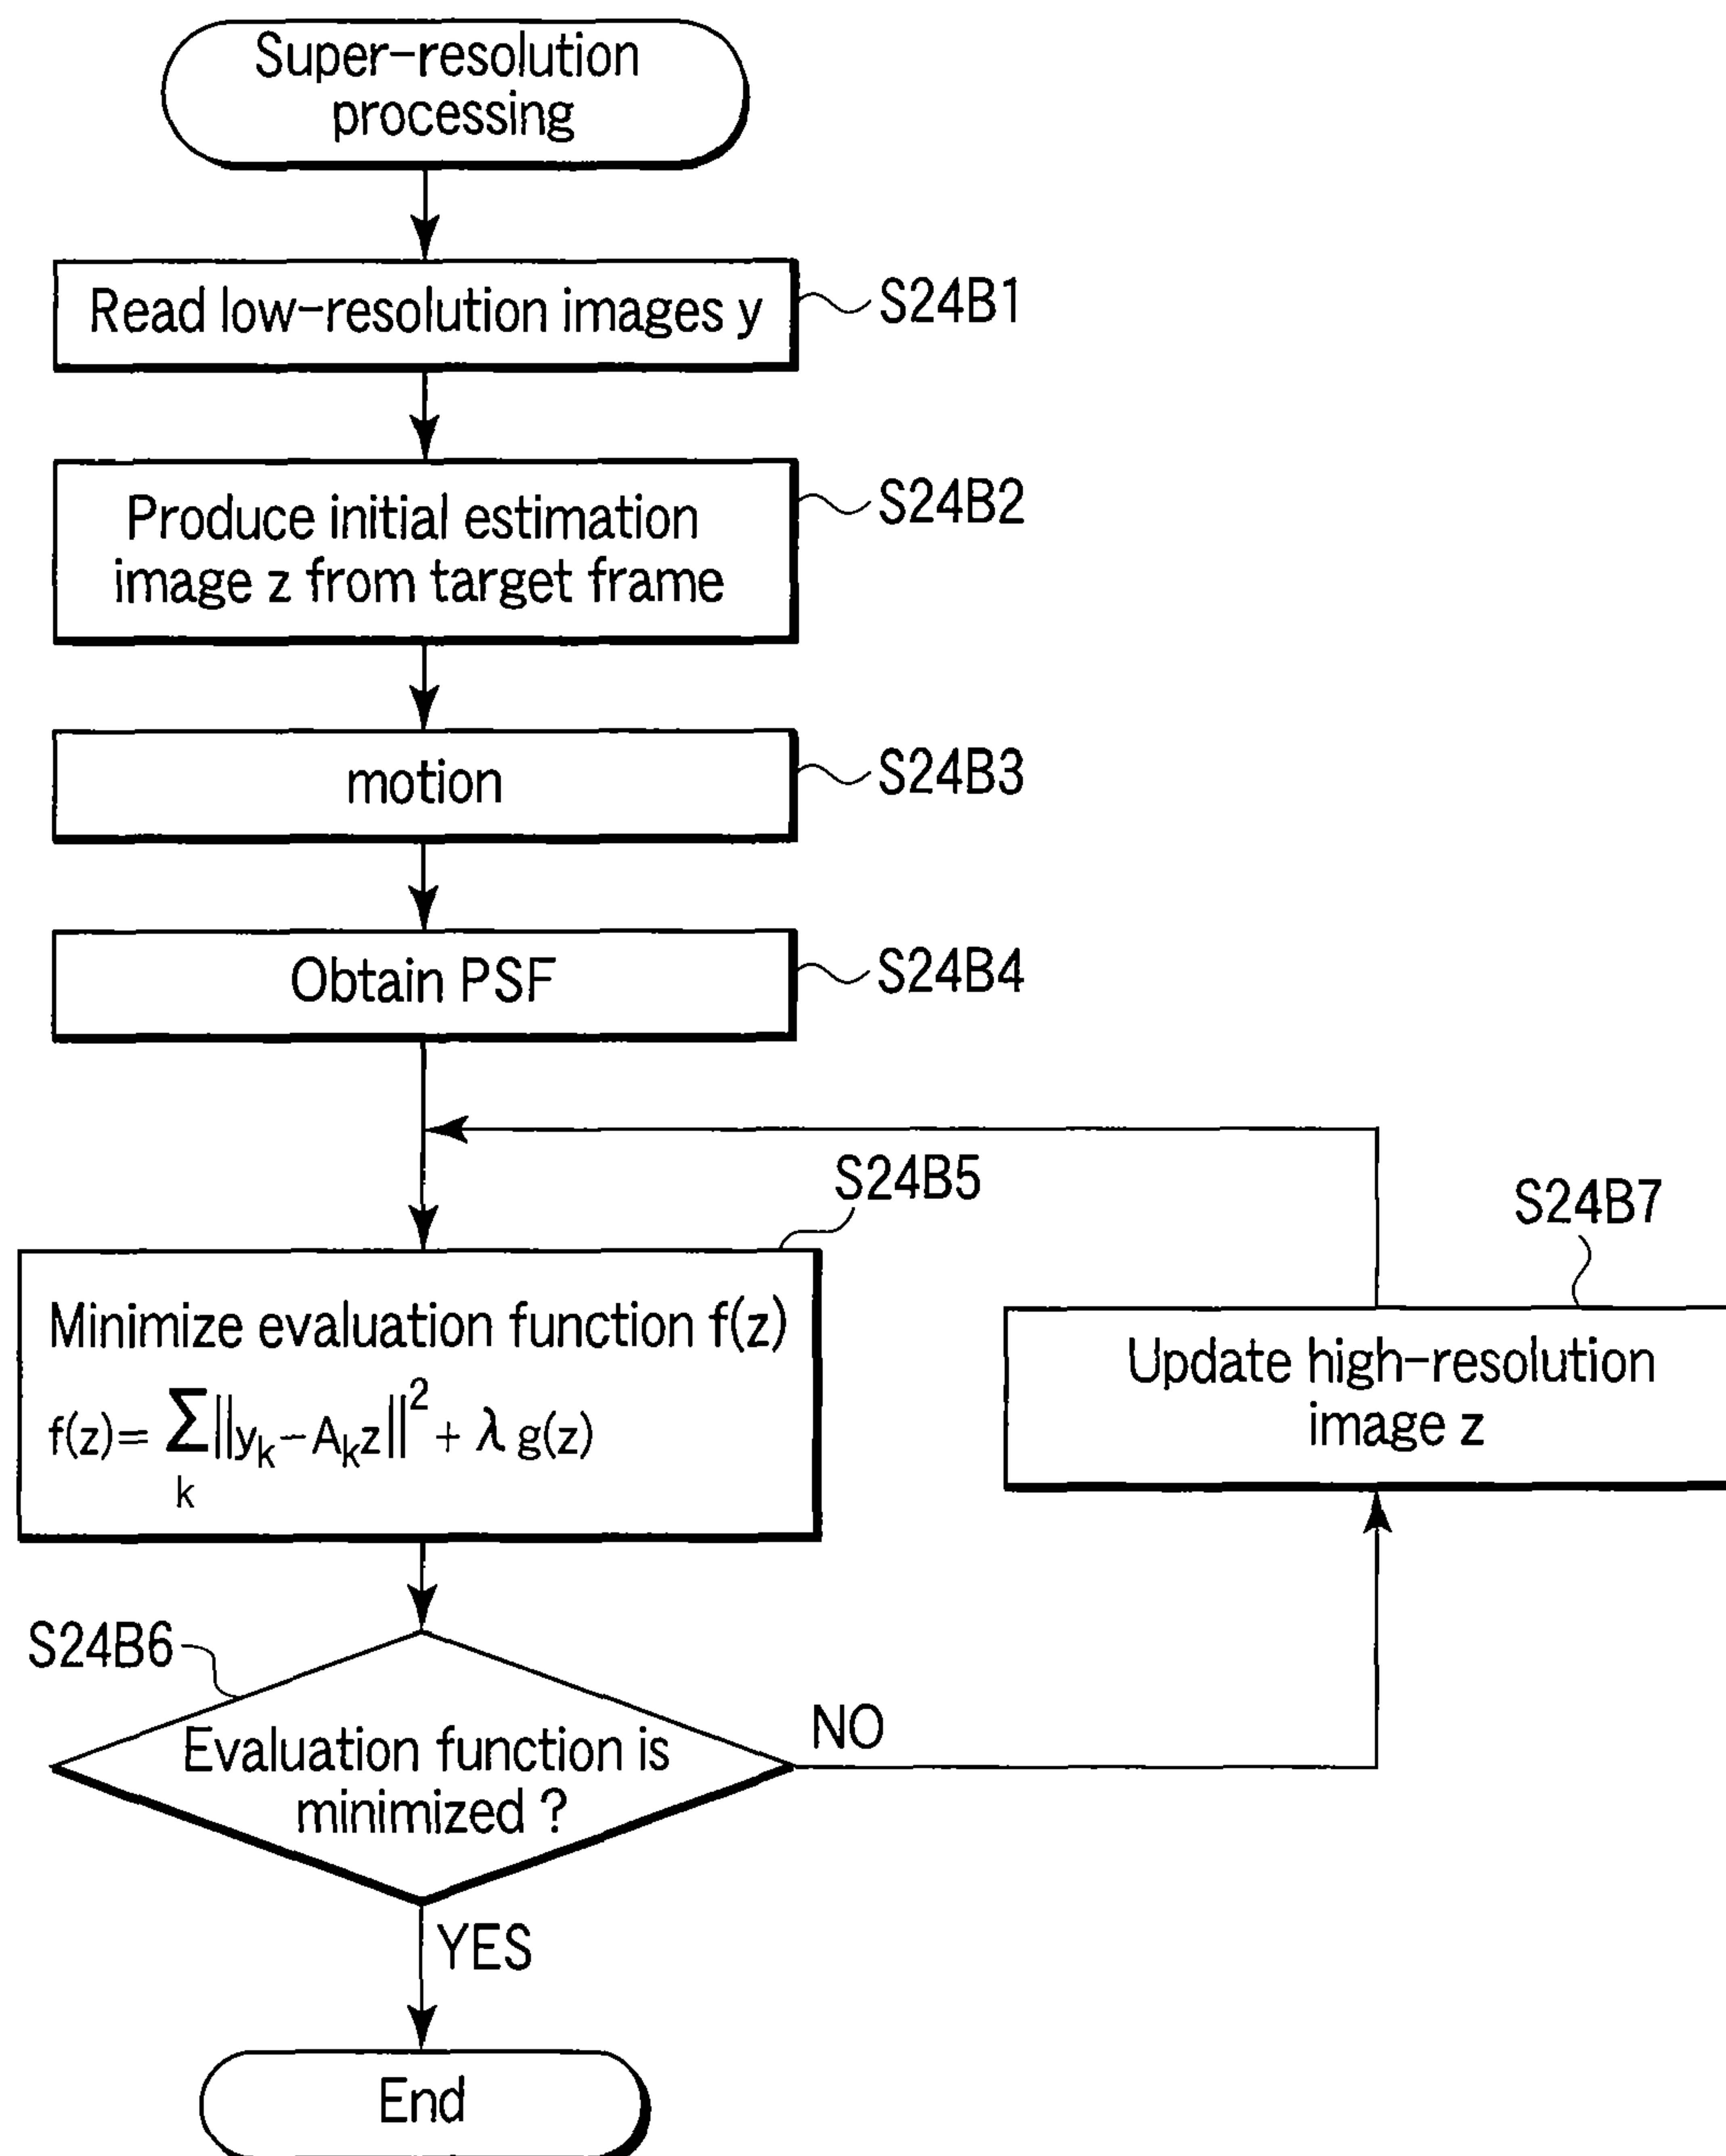 Super-resolution
processing
Read low-resolution images y
S24B1
Produce initial estimation
image z from target frame
S24B2
motion
S24B3
Obtain PSF
S24B4
S24B5
Minimize evaluation function f(z)
f(z)= Σ||yₖ-Aₖz||² + λ g(z)
k
S24B7
Update high-resolution
image z
S24B6
Evaluation function is
minimized ?
NO
YES
End